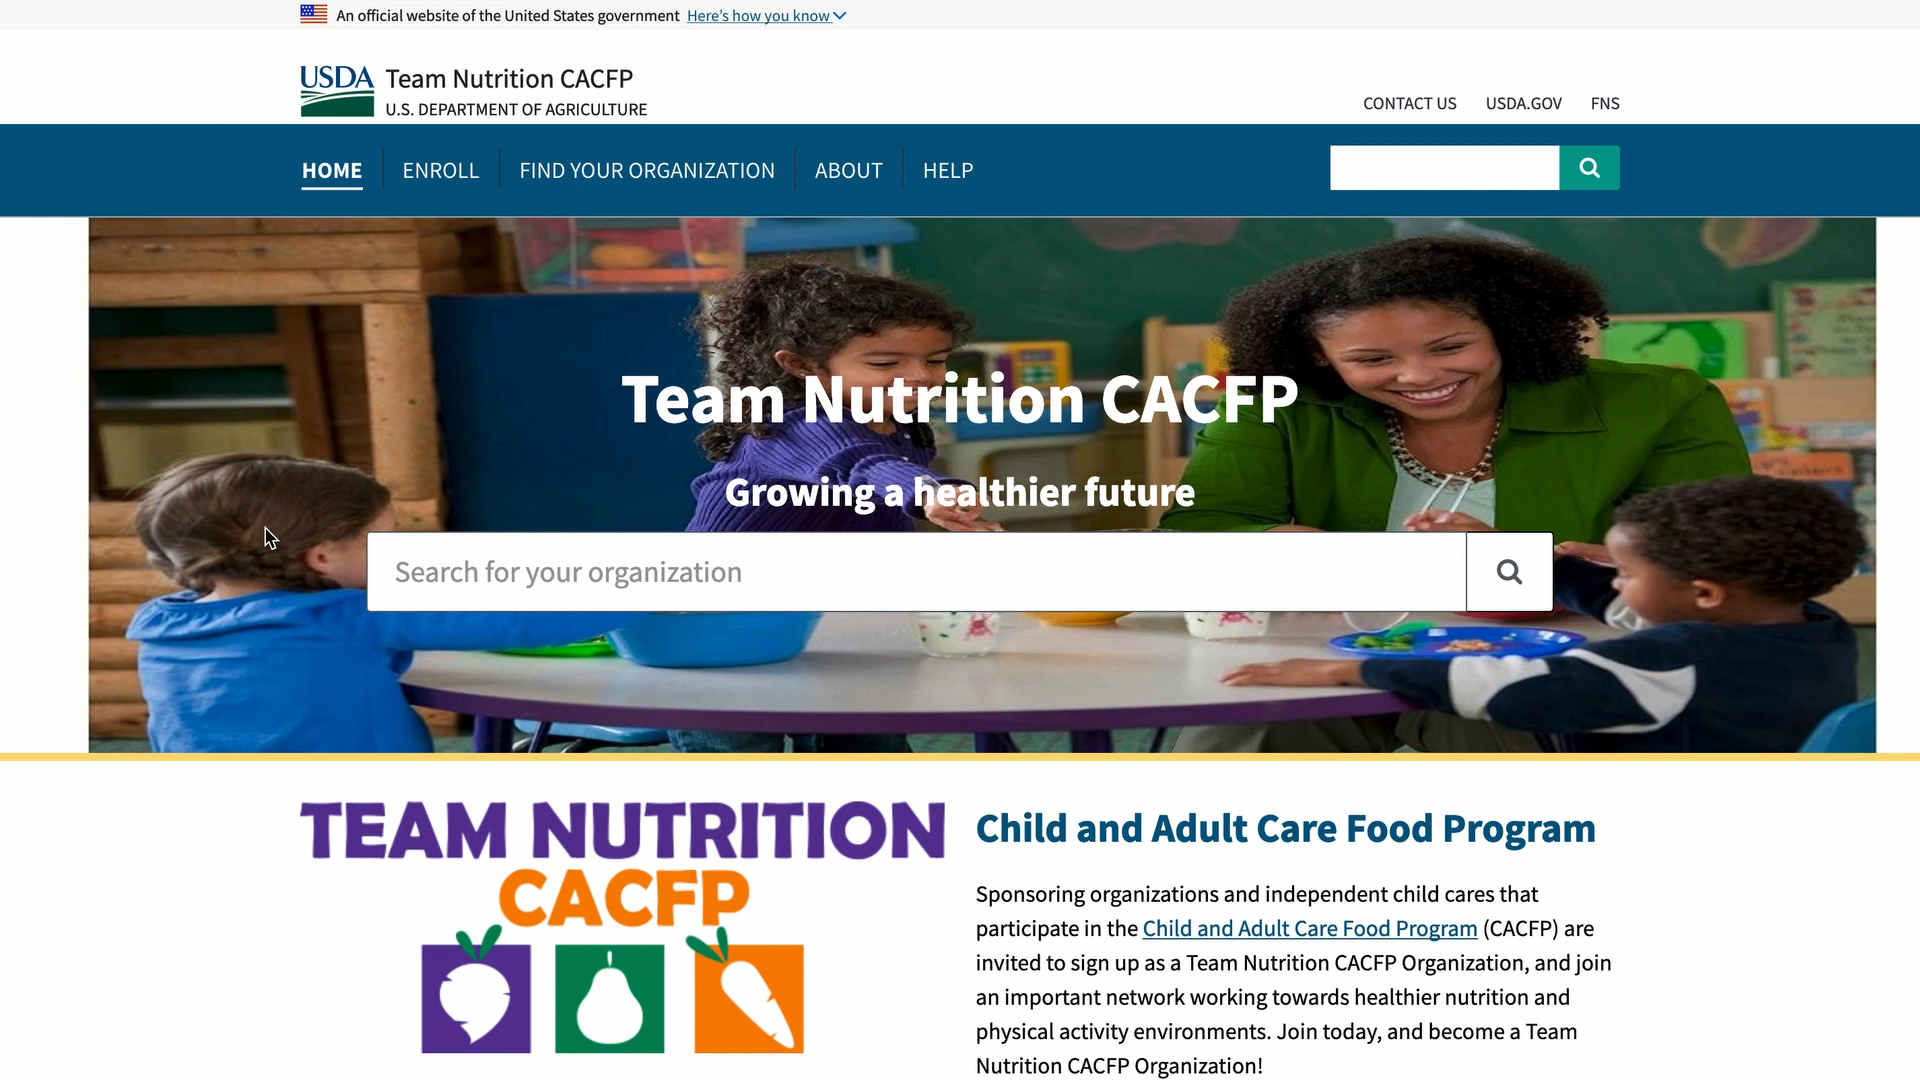 An official website of the United States government Here's how you know
USDA Team Nutrition CACFP
U.S. DEPARTMENT OF AGRICULTURE
CONTACT US USDA.GOV FNS
HOME ENROLL FIND YOUR ORGANIZATION ABOUT HELP
Team Nutrition CACFP
Growing a healthier future
Search for your organization
TEAM NUTRITION
CACFP
Child and Adult Care Food Program
Sponsoring organizations and independent child cares that
participate in the Child and Adult Care Food Program (CACFP) are
invited to sign up as a Team Nutrition CACFP Organization, and join
an important network working towards healthier nutrition and
physical activity environments. Join today, and become a Team
Nutrition CACFP Organization!